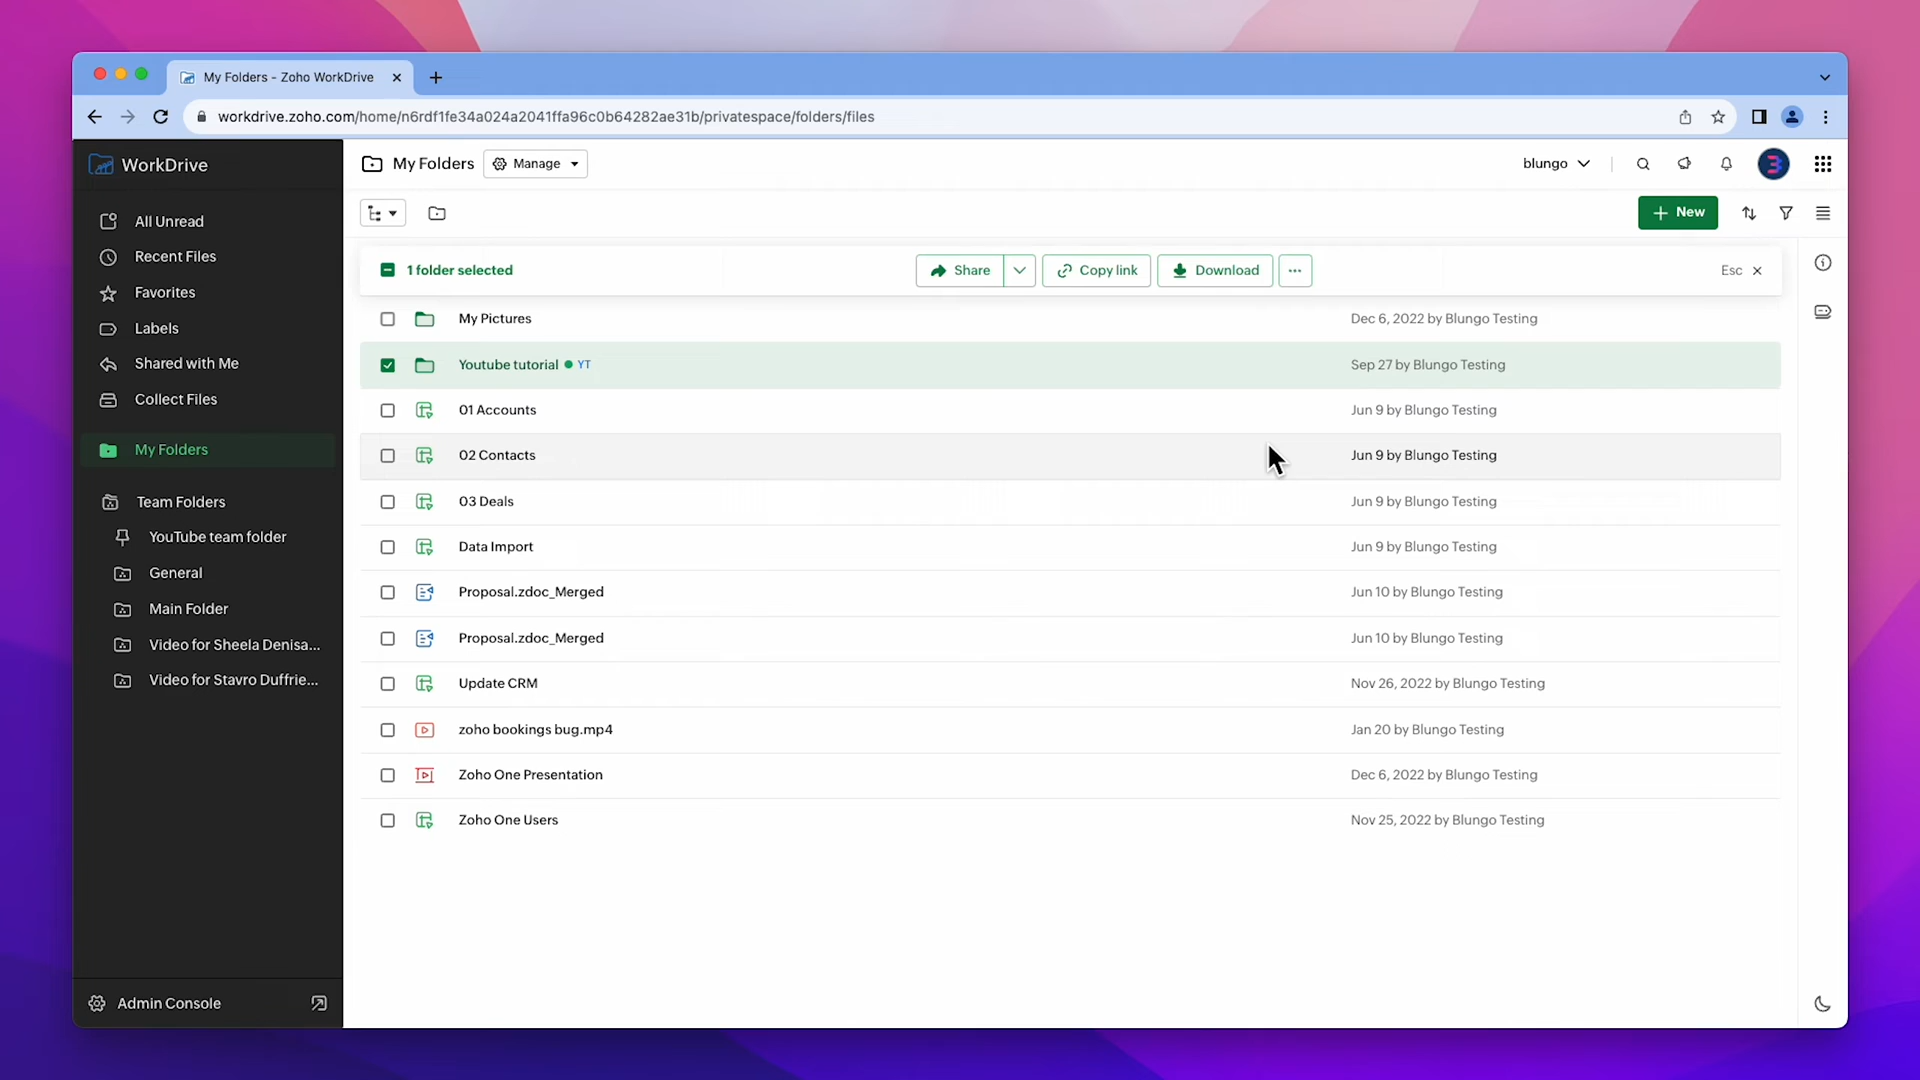 My Folders - Zoho WorkDrive
workdrive.zoho.com/home/n6rdf1fe34a024a2041ffa96c0b64282ae31b/privatespace/folders/files
WorkDrive
My Folders
Manage
blungo
All Unread
Recent Files
Favorites
Labels
Shared with Me
Collect Files
My Folders
Team Folders
YouTube team folder
General
Main Folder
Video for Sheela Denisa...
Video for Stavro Duffrie...
Admin Console
New
1 folder selected
Share
Copy link
Download
Esc
My Pictures Dec 6, 2022 by Blungo Testing
Youtube tutorial YT Sep 27 by Blungo Testing
01 Accounts Jun 9 by Blungo Testing
02 Contacts Jun 9 by Blungo Testing
03 Deals Jun 9 by Blungo Testing
Data Import Jun 9 by Blungo Testing
Proposal.zdoc_Merged Jun 10 by Blungo Testing
Proposal.zdoc_Merged Jun 10 by Blungo Testing
Update CRM Nov 26, 2022 by Blungo Testing
zoho bookings bug.mp4 Jan 20 by Blungo Testing
Zoho One Presentation Dec 6, 2022 by Blungo Testing
Zoho One Users Nov 25, 2022 by Blungo Testing